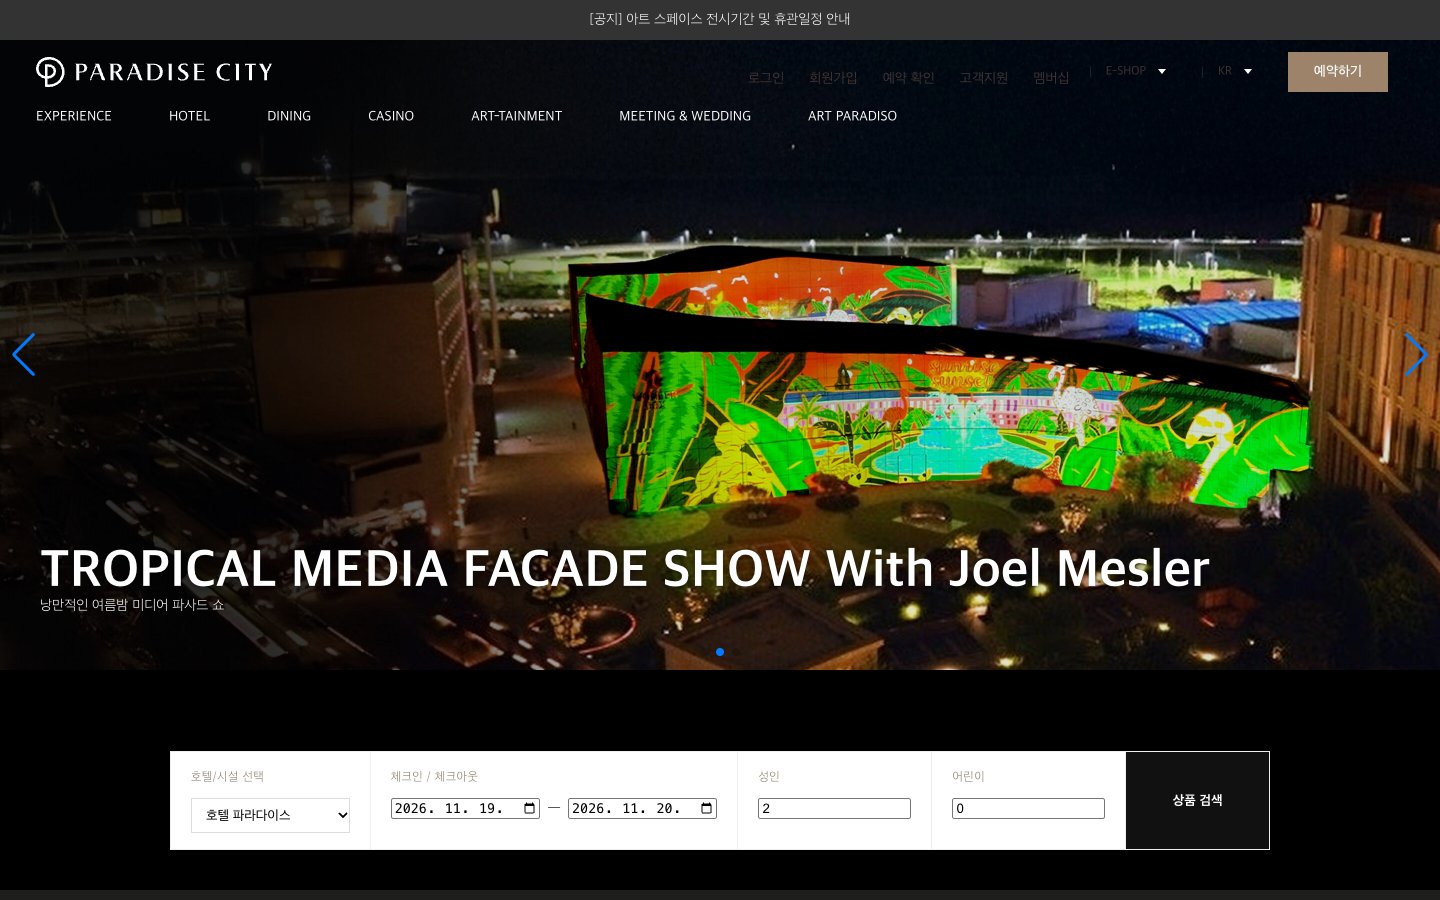 [공지] 아트 스페이스 전시기간 및 휴관일정 안내
PARADISE CITY
로그인 회원가입 예약 확인 고객지원 멤버십 E-SHOP KR 예약하기
EXPERIENCE HOTEL DINING CASINO ART-TAINMENT MEETING & WEDDING ART PARADISO
TROPICAL MEDIA FACADE SHOW With Joel Mesler
낭만적인 여름밤 미디어 파사드 쇼
호텔/시설 선택 체크인 / 체크아웃 성인 어린이
호텔 파라다이스 2026. 11. 19. — 2026. 11. 20. 2 0 상품 검색